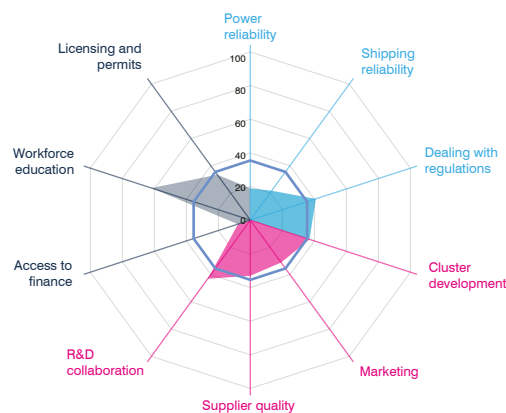 Power
reliability
Licensing and
permits
Shipping
reliability
100
80
60
40
20
0
Workforce
education
Dealing with
regulations
Access to
finance
Cluster
development
R&D
collaboration
Marketing
Supplier quality